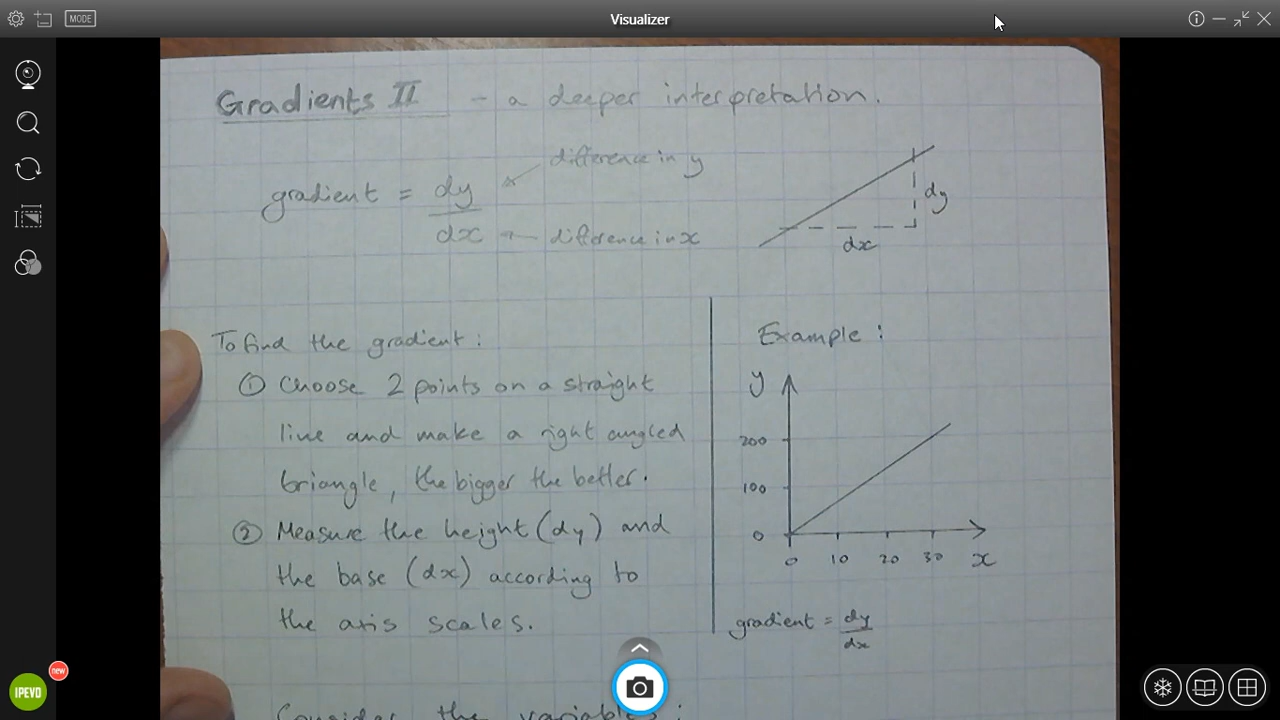 MODE
Visualizer
Gradients II - a deeper interpretation.
gradient = dy/dx
difference in y
difference in x
dy
dx
To find the gradient:
① Choose 2 points on a straight
line and make a right angled
triangle, the bigger the better.
② Measure the height (dy) and
the base (dx) according to
the axis scales.
Example:
y
200
100
0
0 10 20 30 x
gradient = dy/dx
Consider the variables:
new
IPEVO